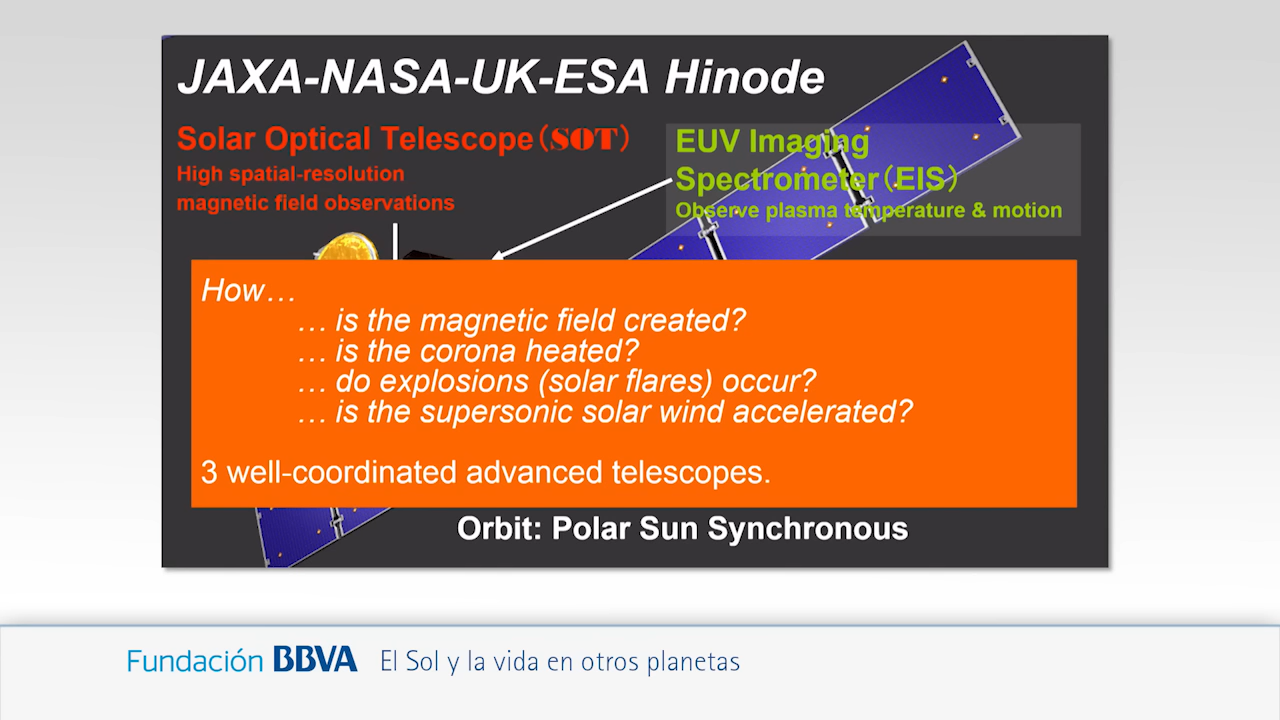 JAXA-NASA-UK-ESA Hinode
Solar Optical Telescope(SOT)
High spatial-resolution
magnetic field observations
EUV Imaging
Spectrometer(EIS)
Observe plasma temperature & motion
How…
… is the magnetic field created?
… is the corona heated?
… do explosions (solar flares) occur?
… is the supersonic solar wind accelerated?
3 well-coordinated advanced telescopes.
Orbit: Polar Sun Synchronous
Fundación BBVA El Sol y la vida en otros planetas